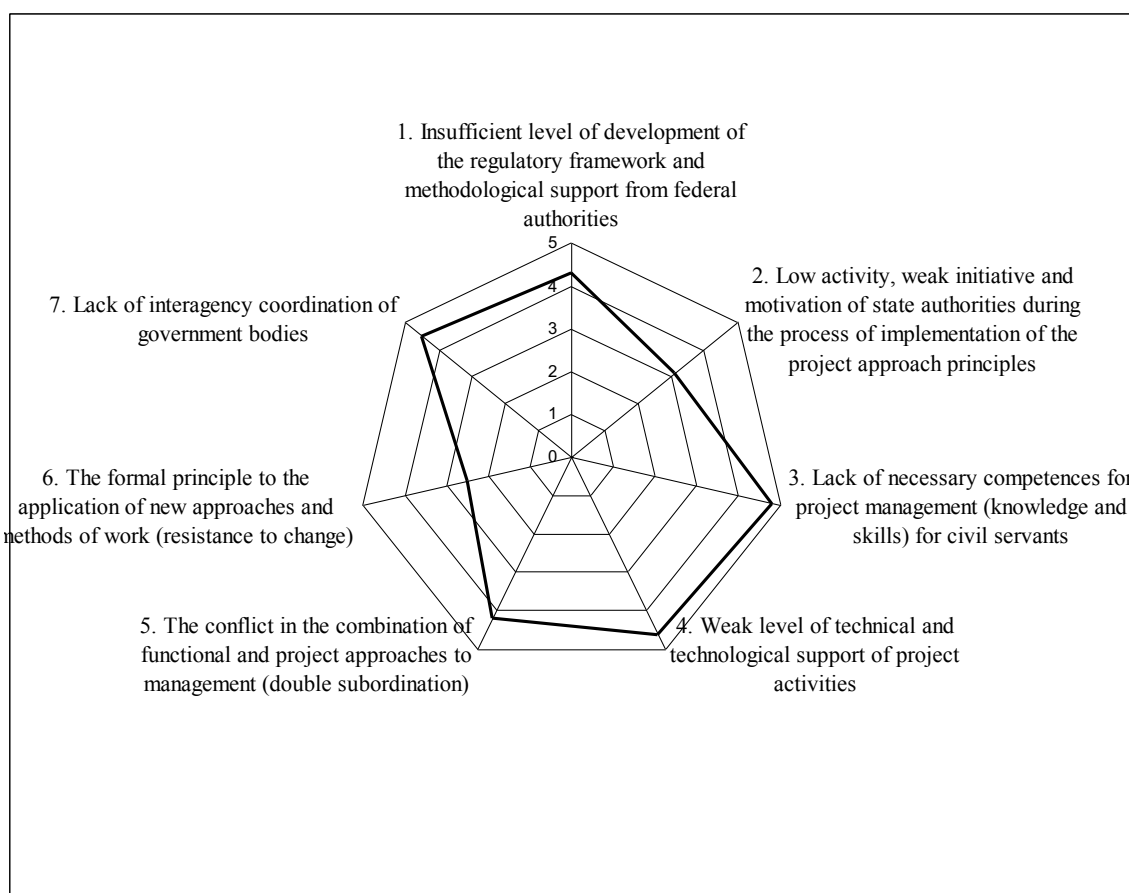 1. Insufficient level of development of
the regulatory framework and
methodological support from federal
authorities
5
4
3
2
1
0
2. Low activity, weak initiative and
motivation of state authorities during
the process of implementation of the
project approach principles
3. Lack of necessary competences for
project management (knowledge and
skills) for civil servants
4. Weak level of technical and
technological support of project
activities
5. The conflict in the combination of
functional and project approaches to
management (double subordination)
6. The formal principle to the
application of new approaches and
methods of work (resistance to change)
7. Lack of interagency coordination of
government bodies